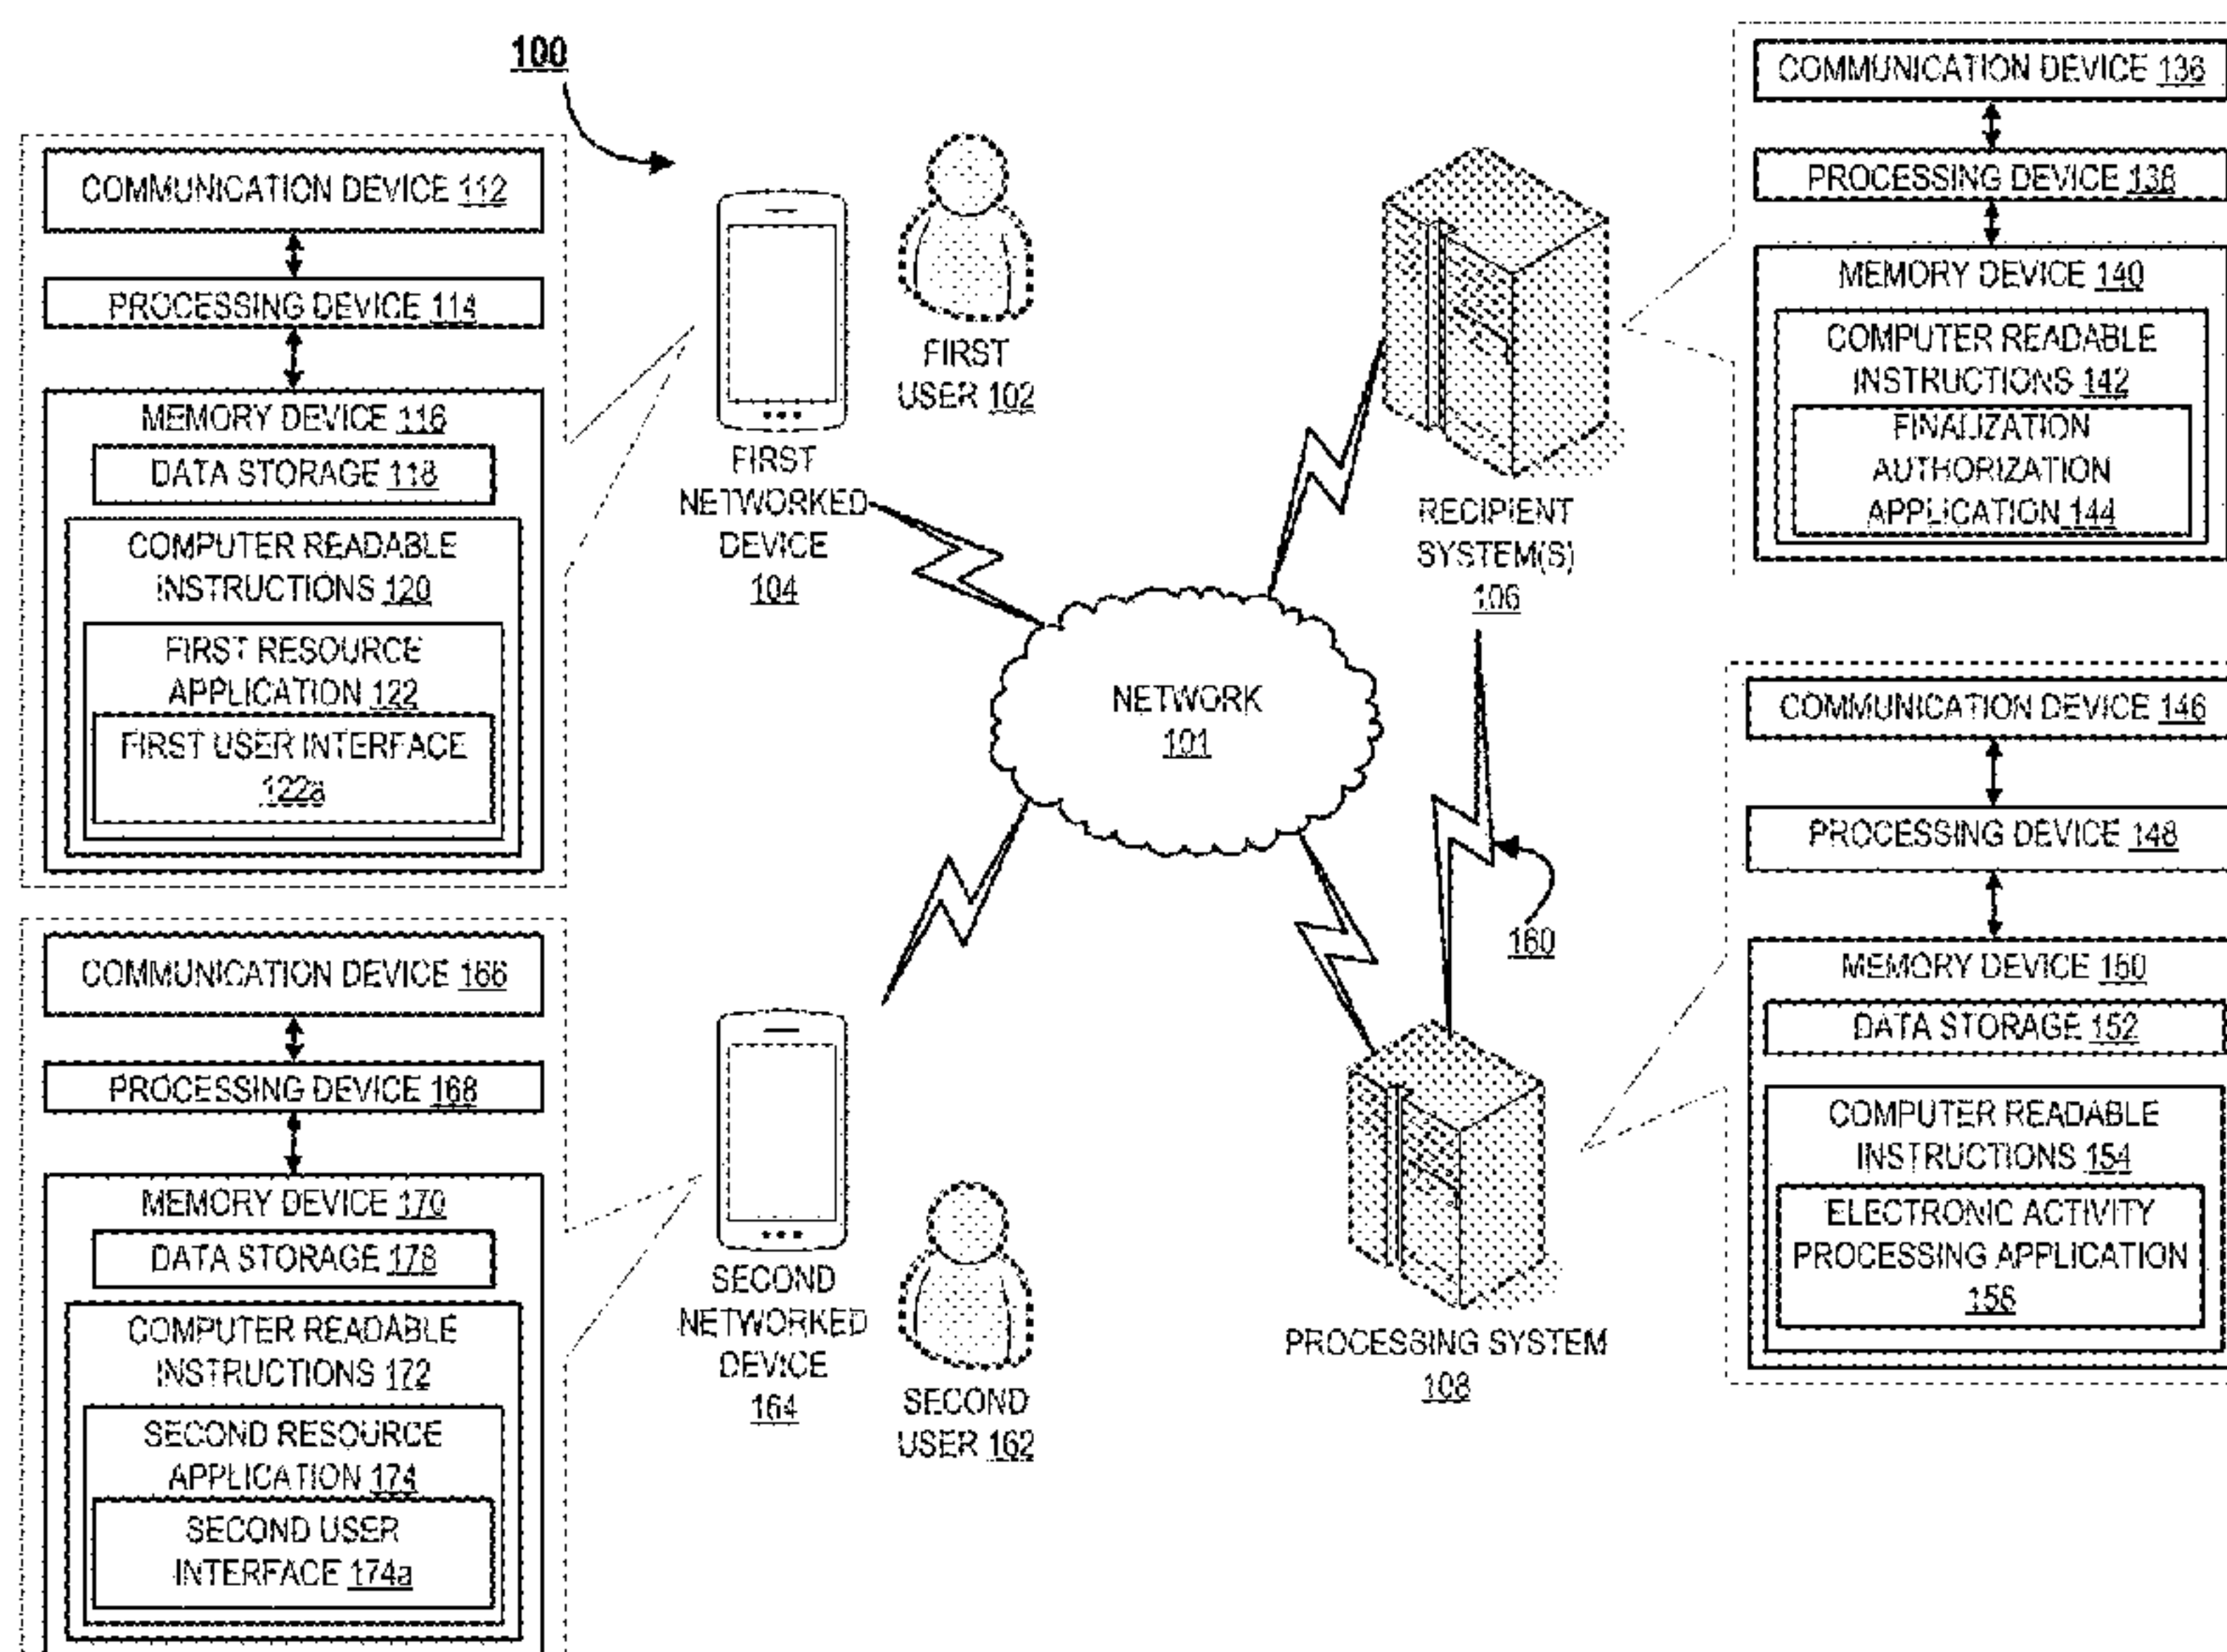 100
COMMUNICATION DEVICE 112
PROCESSING DEVICE 114
MEMORY DEVICE 116
DATA STORAGE 118
COMPUTER READABLE
INSTRUCTIONS 120
FIRST RESOURCE
APPLICATION 122
FIRST USER INTERFACE
122a
FIRST
NETWORKED
DEVICE
104
FIRST
USER 102
RECIPIENT
SYSTEM(S)
106
COMMUNICATION DEVICE 136
PROCESSING DEVICE 138
MEMORY DEVICE 140
COMPUTER READABLE
INSTRUCTIONS 142
FINALIZATION
AUTHORIZATION
APPLICATION 144
NETWORK
101
160
COMMUNICATION DEVICE 166
PROCESSING DEVICE 168
MEMORY DEVICE 170
DATA STORAGE 178
COMPUTER READABLE
INSTRUCTIONS 172
SECOND RESOURCE
APPLICATION 174
SECOND USER
INTERFACE 174a
SECOND
NETWORKED
DEVICE
164
SECOND
USER 162
PROCESSING SYSTEM
108
COMMUNICATION DEVICE 146
PROCESSING DEVICE 148
MEMORY DEVICE 150
DATA STORAGE 152
COMPUTER READABLE
INSTRUCTIONS 154
ELECTRONIC ACTIVITY
PROCESSING APPLICATION
156